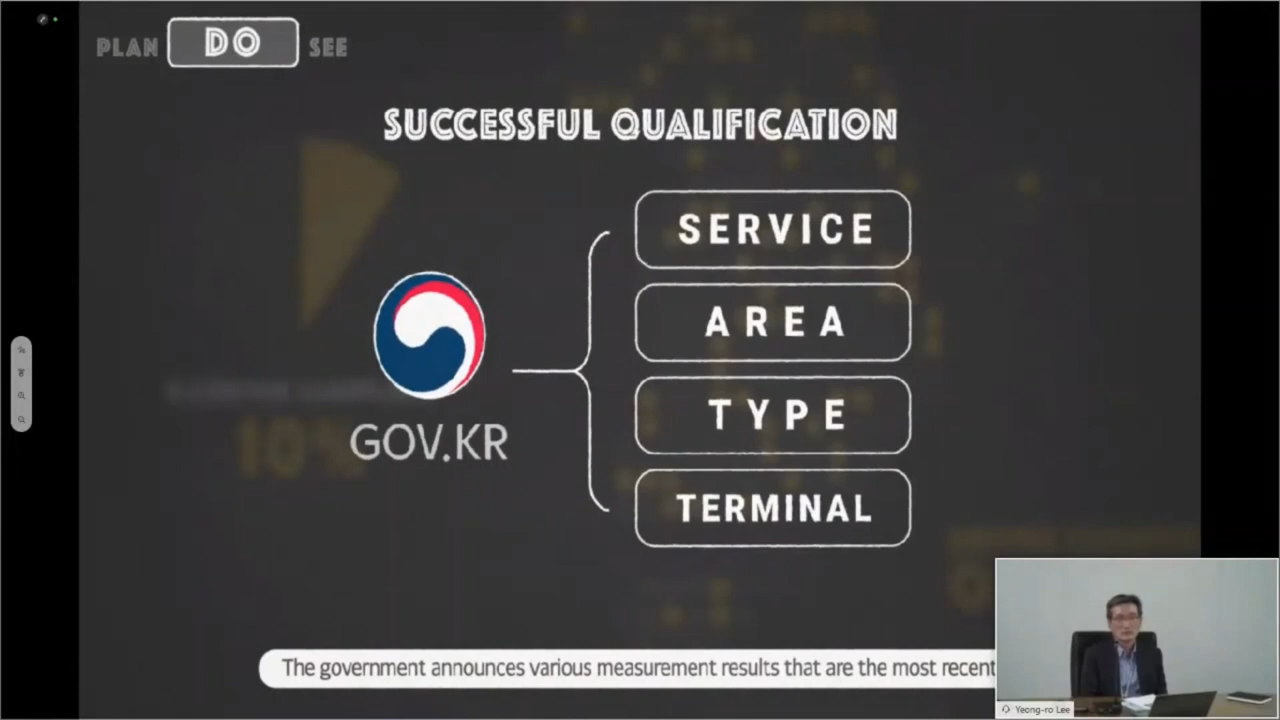 PLAN DO SEE
SUCCESSFUL QUALIFICATION
SERVICE
AREA
TYPE
TERMINAL
GOV.KR
10%
The government announces various measurement results that are the most recent
Yeong-ro Lee